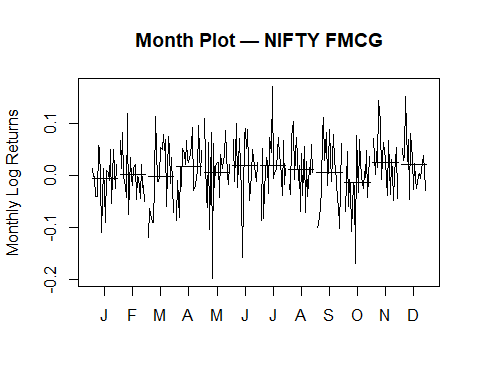 Month Plot — NIFTY FMCG
Monthly Log Returns
0.1
0.0
-0.1
-0.2
J F M A M J J A S O N D